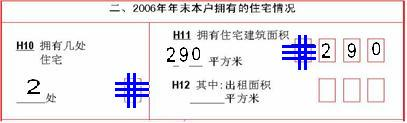 二、2006年年末本户拥有的住宅情况
H10 拥有几处
住宅
2 处
H11 拥有住宅建筑面积
290 平方米
2 9 0
H12 其中:出租面积
平方米